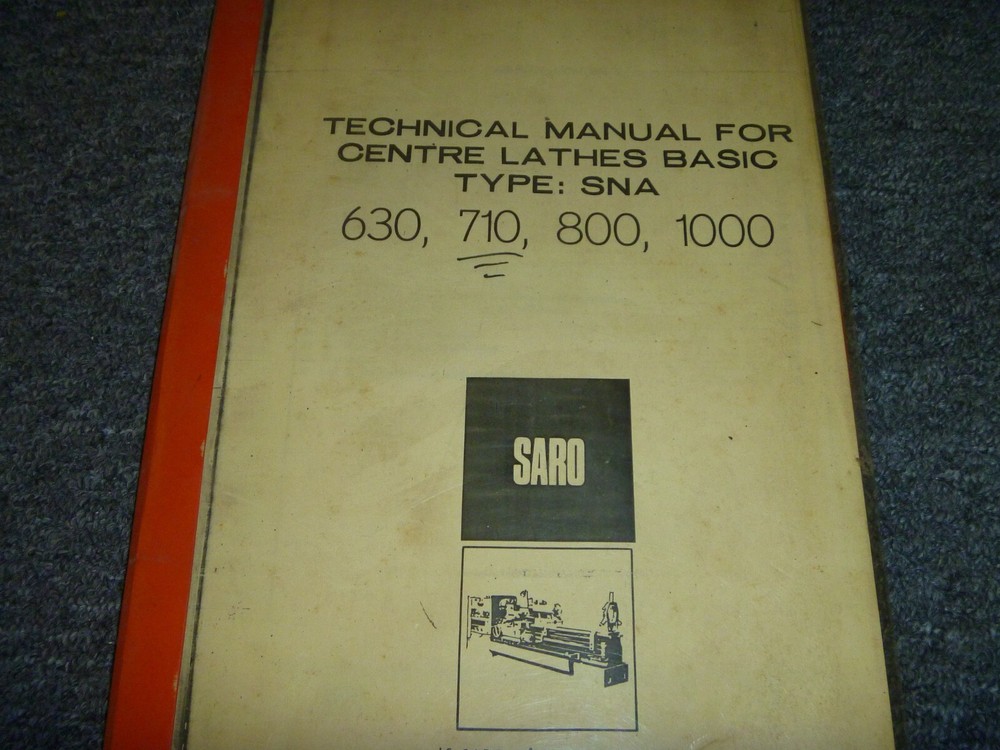 TECHNICAL MANUAL FOR
CENTRE LATHES BASIC
TYPE: SNA
630, 710, 800, 1000
SARO